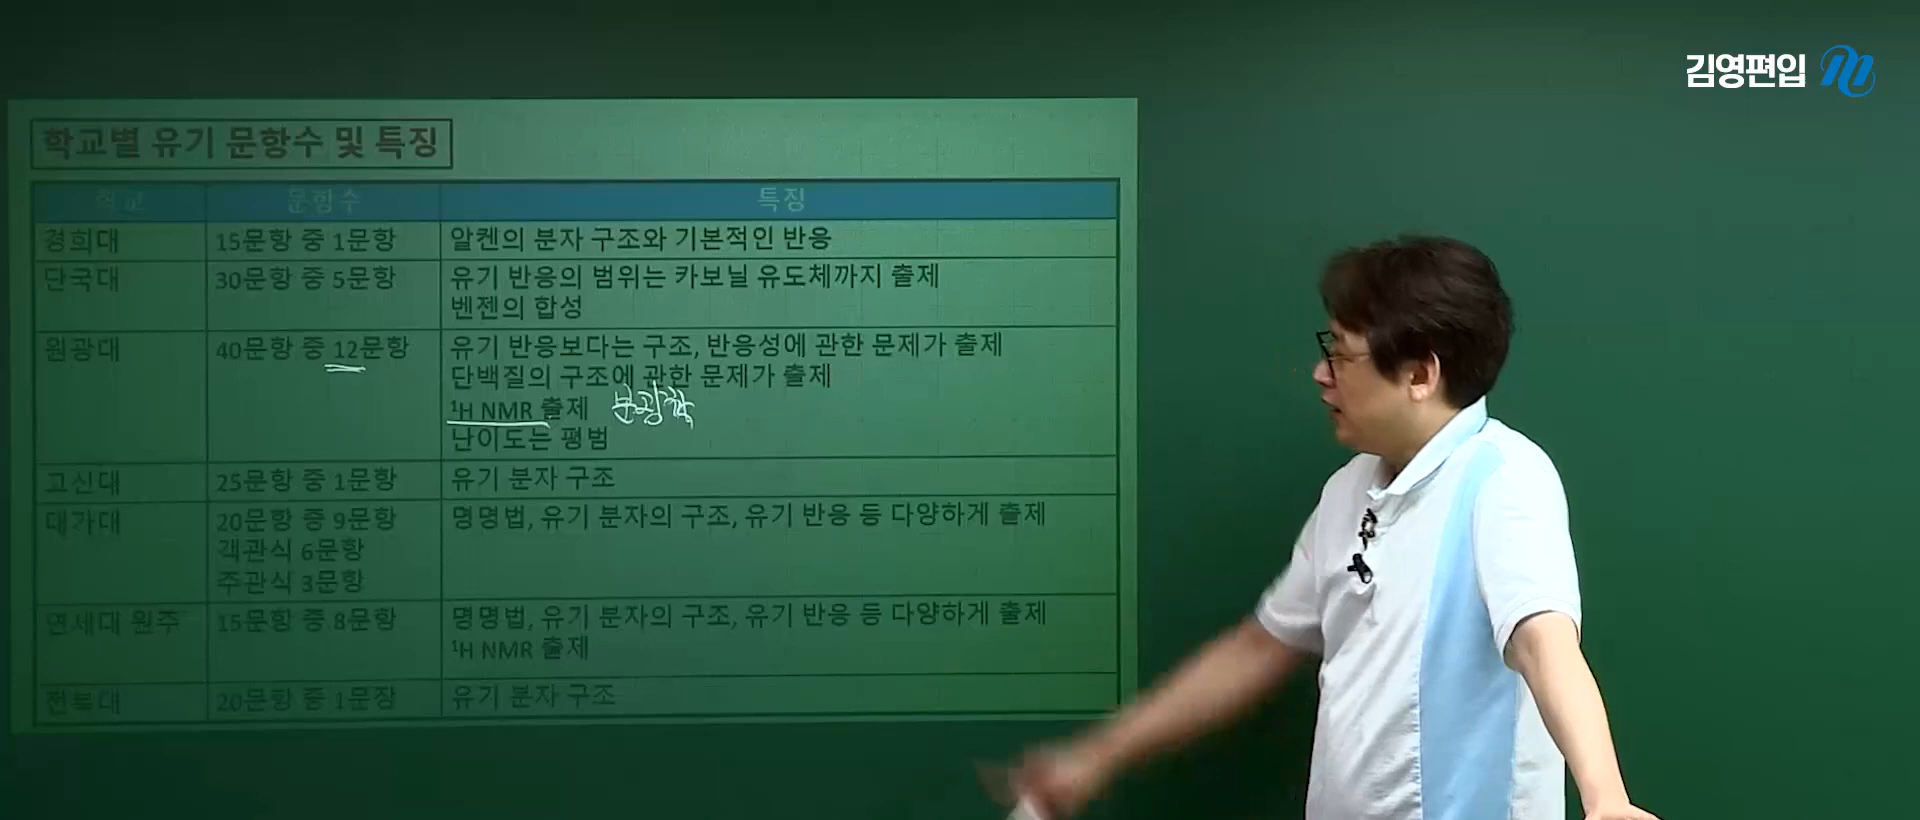 김영편입
학교별 유기 문항수 및 특징
학교 문항수 특징
경희대 15문항 중 1문항 알켄의 분자 구조와 기본적인 반응
단국대 30문항 중 5문항 유기 반응의 범위는 카보닐 유도체까지 출제
벤젠의 합성
원광대 40문항 중 12문항 유기 반응보다는 구조, 반응성에 관한 문제가 출제
단백질의 구조에 관한 문제가 출제
¹H NMR 출제 분광학
난이도는 평범
고신대 25문항 중 1문항 유기 분자 구조
대가대 20문항 중 9문항 명명법, 유기 분자의 구조, 유기 반응 등 다양하게 출제
객관식 6문항
주관식 3문항
연세대 원주 15문항 중 8문항 명명법, 유기 분자의 구조, 유기 반응 등 다양하게 출제
¹H NMR 출제
전북대 20문항 중 1문장 유기 분자 구조